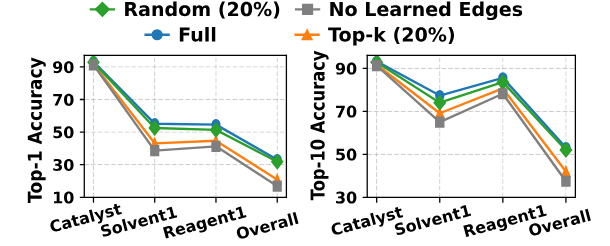 Random (20%) No Learned Edges
Full Top-k (20%)
Top-1 Accuracy
90
70
50
30
10
Catalyst Solvent1 Reagent1 Overall
Top-10 Accuracy
90
70
50
30
Catalyst Solvent1 Reagent1 Overall